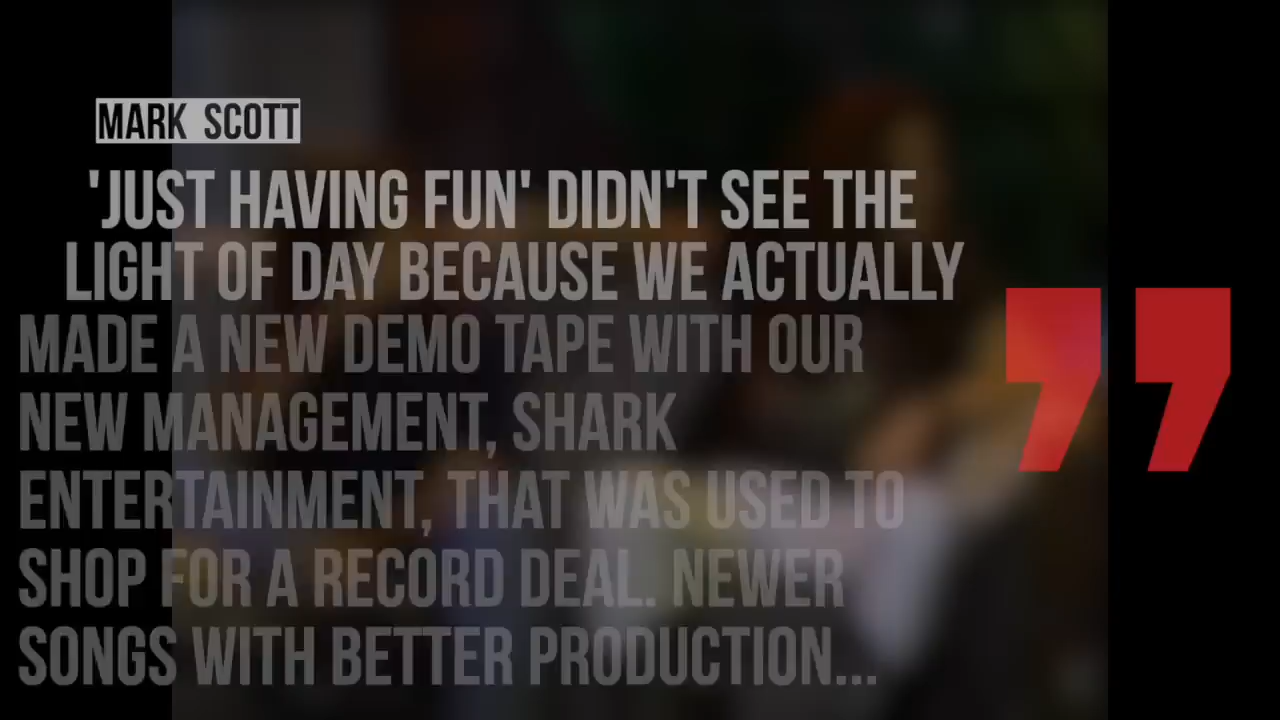 MARK SCOTT
'JUST HAVING FUN' DIDN'T SEE THE
LIGHT OF DAY BECAUSE WE ACTUALLY
MADE A NEW DEMO TAPE WITH OUR
NEW MANAGEMENT, SHARK
ENTERTAINMENT, THAT WAS USED TO
SHOP FOR A RECORD DEAL. NEWER
SONGS WITH BETTER PRODUCTION...
”